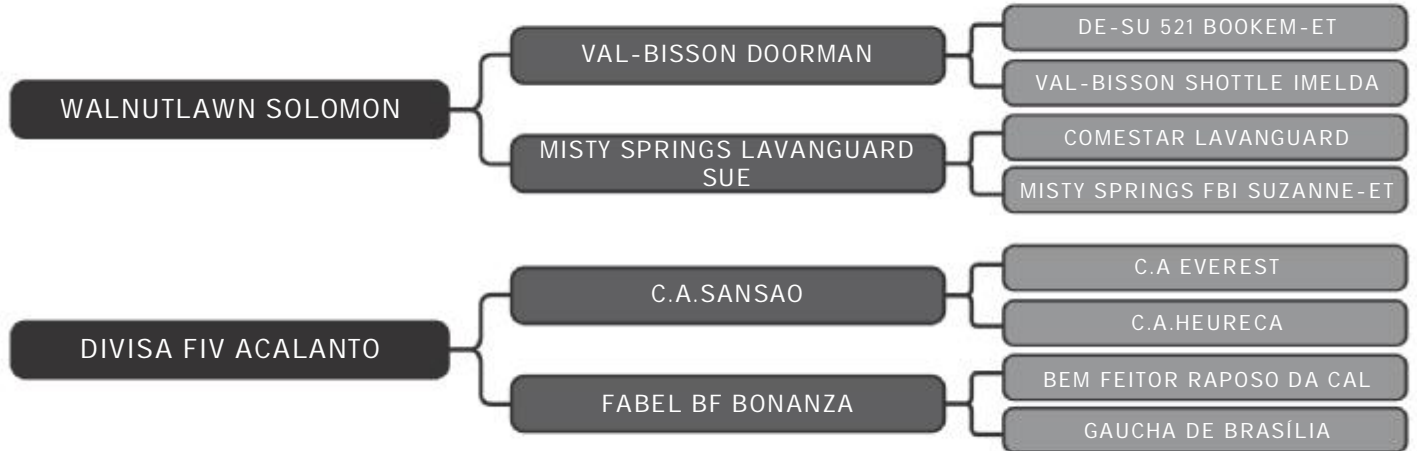 WALNUTLAWN SOLOMON
VAL-BISSON DOORMAN
DE-SU 521 BOOKEM-ET
VAL-BISSON SHOTTLE IMELDA
MISTY SPRINGS LAVANGUARD
SUE
COMESTAR LAVANGUARD
MISTY SPRINGS FBI SUZANNE-ET
DIVISA FIV ACALANTO
C.A.SANSAO
C.A EVEREST
C.A.HEURECA
FABEL BF BONANZA
BEM FEITOR RAPOSO DA CAL
GAUCHA DE BRASÍLIA